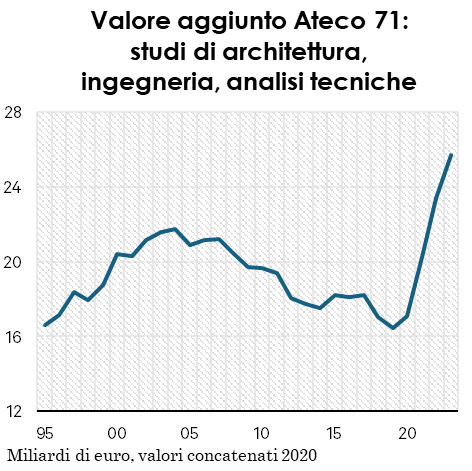 Valore aggiunto Ateco 71:
studi di architettura,
ingegneria, analisi tecniche
28
24
20
16
12
95 00 05 10 15 20
Miliardi di euro, valori concatenati 2020